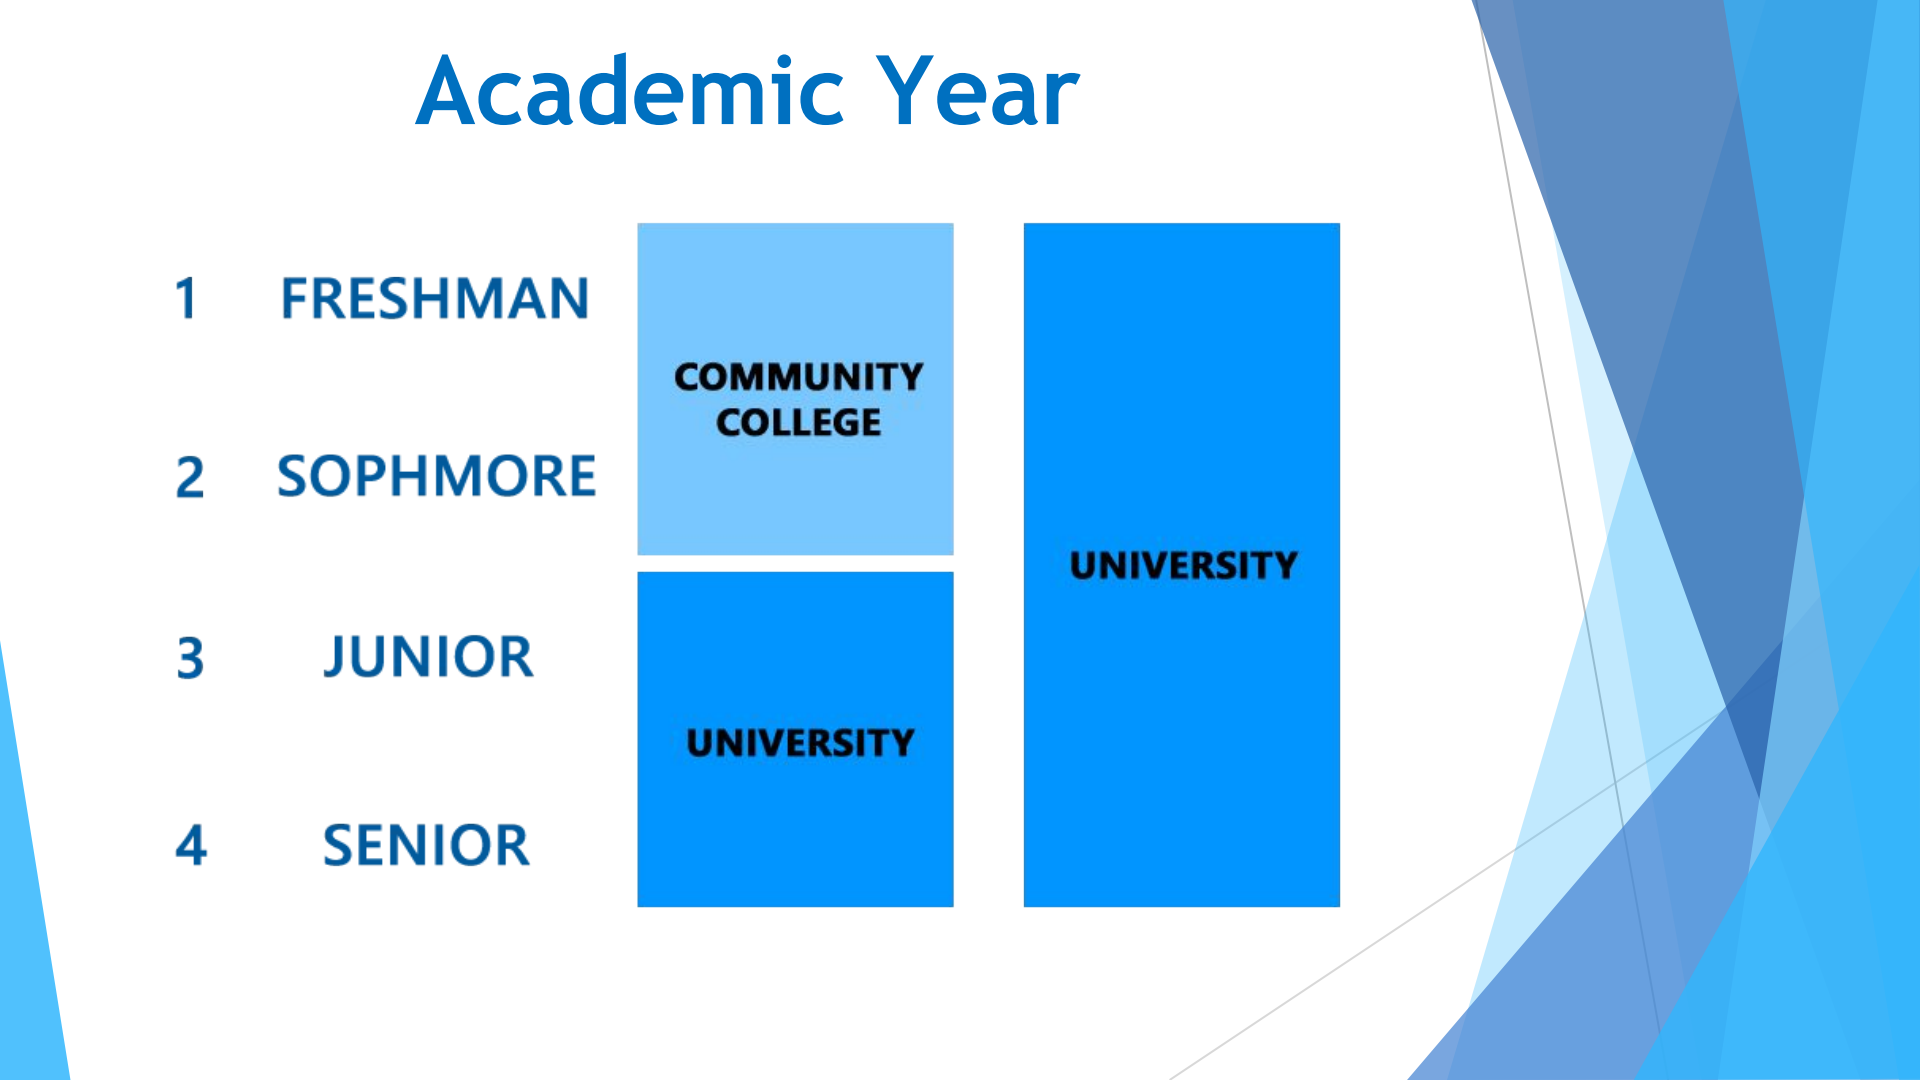 Academic Year
1 FRESHMAN
COMMUNITY
COLLEGE
2 SOPHMORE
UNIVERSITY
3 JUNIOR
UNIVERSITY
4 SENIOR